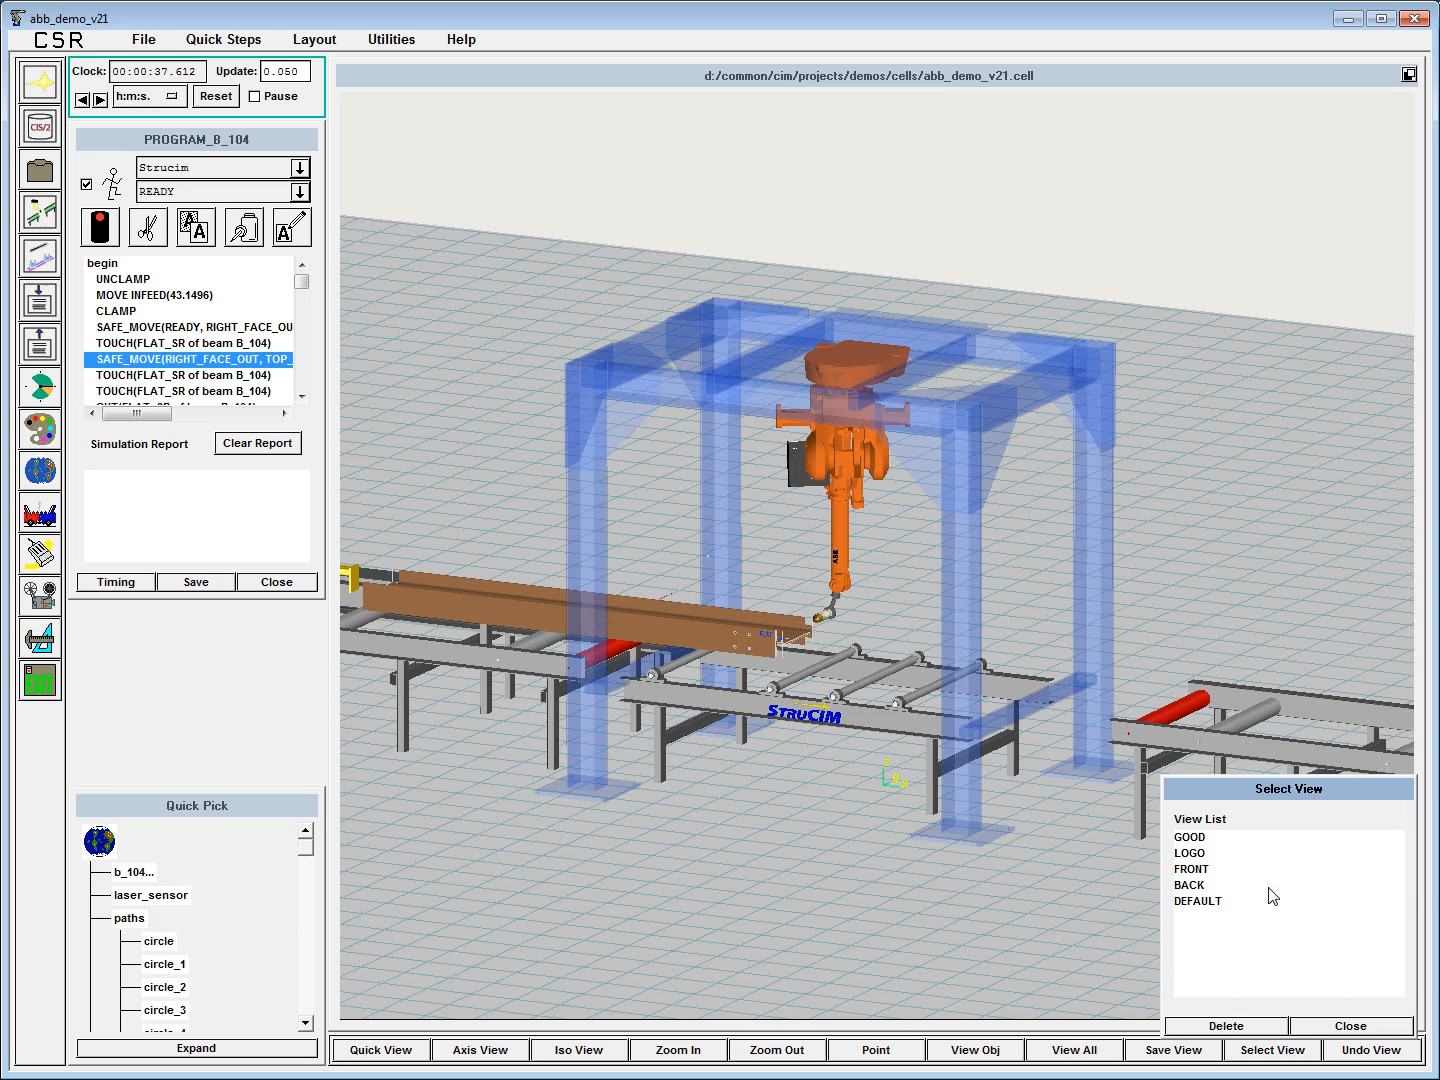 abb_demo_v21
CSR File Quick Steps Layout Utilities Help
Clock: 00:00:37.612 Update: 0.050
h:m:s. Reset Pause
d:/common/cim/projects/demos/cells/abb_demo_v21.cell
CIS/2
PROGRAM_B_104
Strucim
READY
A A A
begin
UNCLAMP
MOVE INFEED(43.1496)
CLAMP
SAFE_MOVE(READY, RIGHT_FACE_OU
TOUCH(FLAT_SR of beam B_104)
SAFE_MOVE(RIGHT_FACE_OUT, TOP_
TOUCH(FLAT_SR of beam B_104)
TOUCH(FLAT_SR of beam B_104)
Simulation Report Clear Report
Timing Save Close
EXIT
ABB
STRUCIM
Quick Pick
b_104...
laser_sensor
paths
circle
circle_1
circle_2
circle_3
Expand
Select View
View List
GOOD
LOGO
FRONT
BACK
DEFAULT
Delete Close
Quick View Axis View Iso View Zoom In Zoom Out Point View Obj View All Save View Select View Undo View